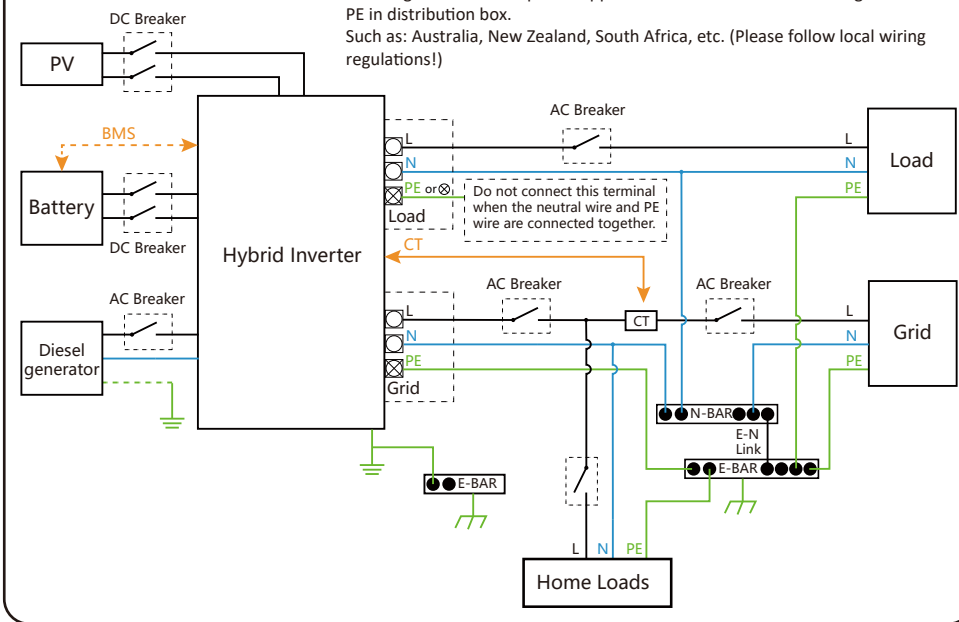 PE in distribution box.
Such as: Australia, New Zealand, South Africa, etc. (Please follow local wiring
regulations!)
DC Breaker
PV
BMS
Battery
DC Breaker
AC Breaker
Diesel
generator
Hybrid Inverter
L
N
PE or
Load
Do not connect this terminal
when the neutral wire and PE
wire are connected together.
AC Breaker
L
N
PE
Load
CT
AC Breaker
CT
AC Breaker
L
N
PE
Grid
L
N
PE
Grid
N-BAR
E-N
Link
E-BAR
E-BAR
L N PE
Home Loads